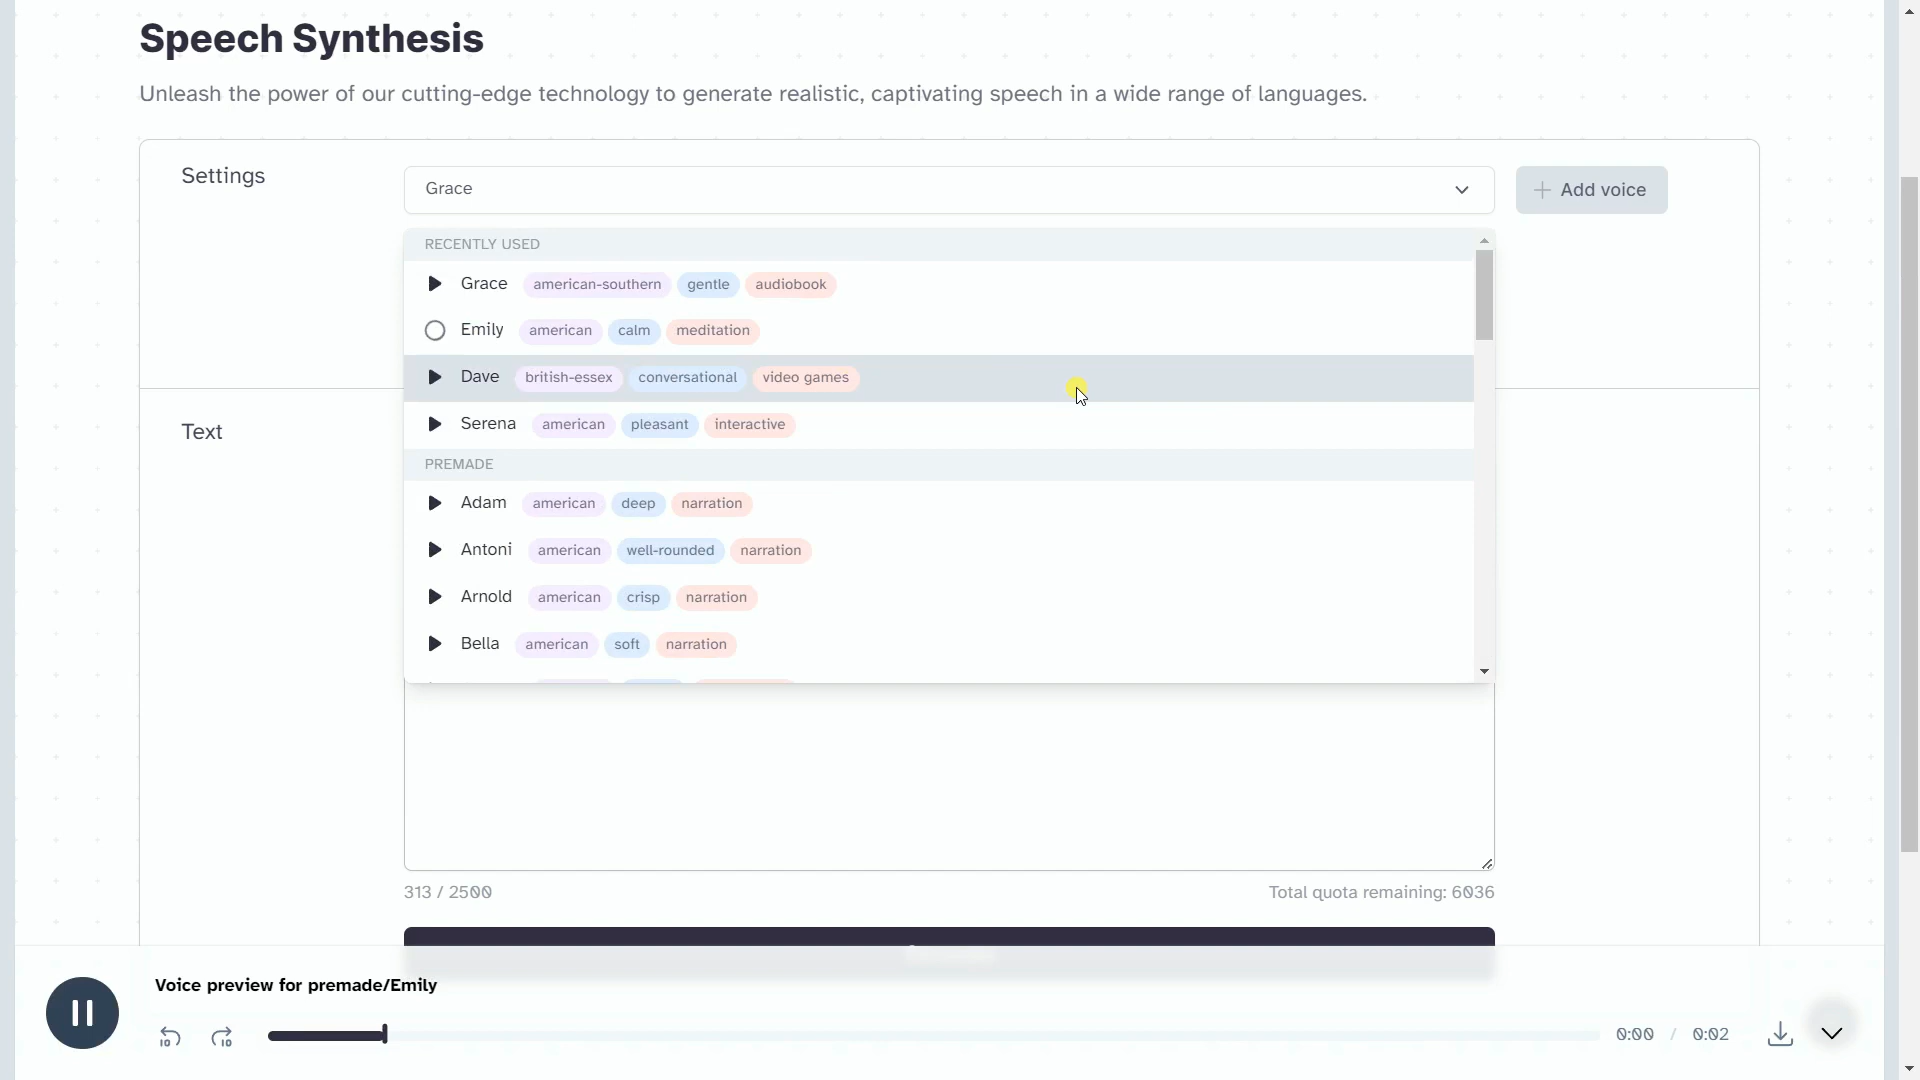 Speech Synthesis
Unleash the power of our cutting-edge technology to generate realistic, captivating speech in a wide range of languages.
Settings
Grace
Add voice
RECENTLY USED
Grace american-southern gentle audiobook
Emily american calm meditation
Dave british-essex conversational video games
Serena american pleasant interactive
PREMADE
Text
Adam american deep narration
Antoni american well-rounded narration
Arnold american crisp narration
Bella american soft narration
313 / 2500
Total quota remaining: 6036
Voice preview for premade/Emily
10 10
0:00 / 0:02